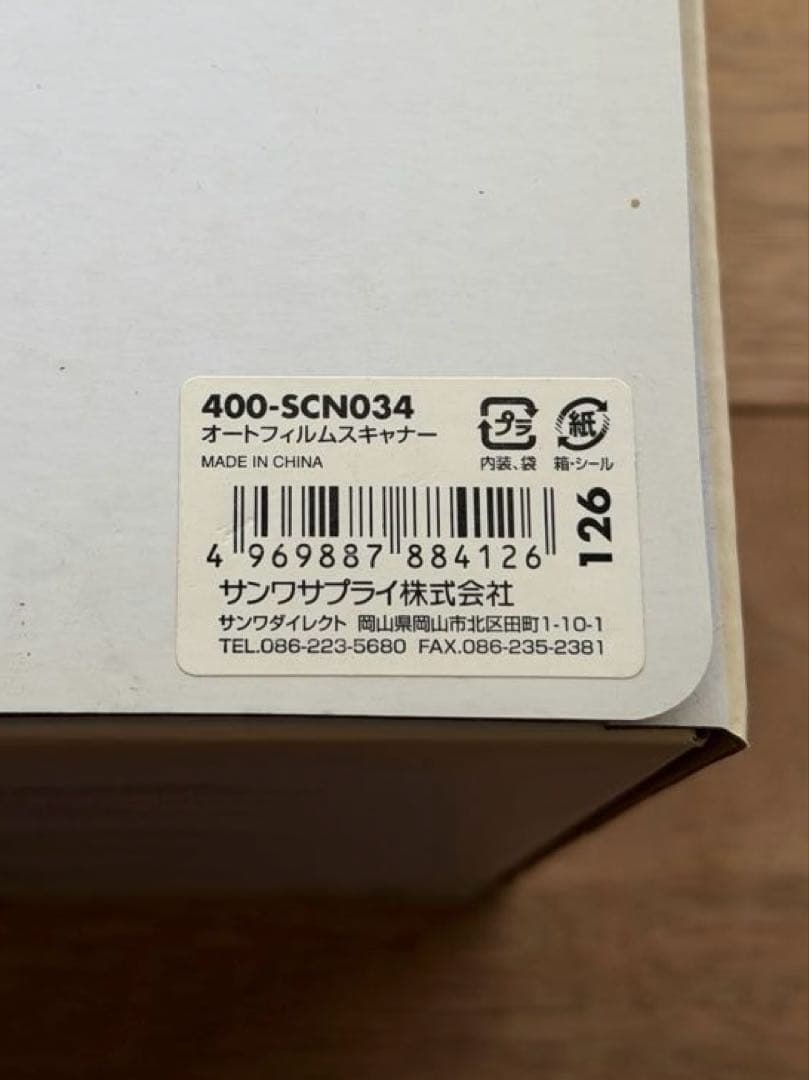 400-SCN034
オートフィルムスキャナー
MADE IN CHINA
プラ
内装、袋
紙
箱・シール
4 969887 884126
126
サンワサプライ株式会社
サンワダイレクト 岡山県岡山市北区田町1-10-1
TEL.086-223-5680 FAX.086-235-2381